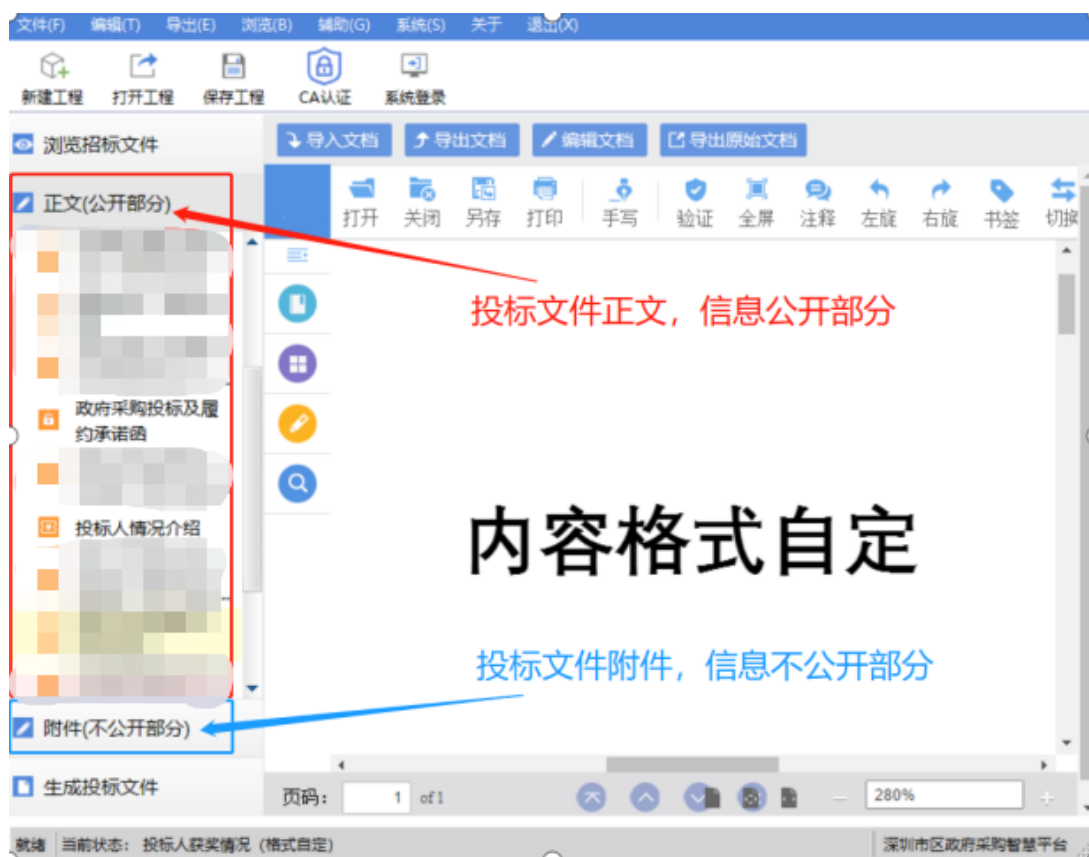 文件(F) 编辑(T) 导出(E) 浏览(B) 辅助(G) 系统(S) 关于 退出(X)
新建工程 打开工程 保存工程 CA认证 系统登录
浏览招标文件
导入文档 导出文档 编辑文档 导出原始文档
正文(公开部分)
打开 关闭 另存 打印 手写 验证 全屏 注释 左旋 右旋 书签 切换
投标文件正文，信息公开部分
政府采购投标及履
约承诺函
投标人情况介绍
内容格式自定
投标文件附件，信息不公开部分
附件(不公开部分)
生成投标文件
页码: 1 of 1 280%
就绪 当前状态: 投标人获奖情况 (格式自定) 深圳市区政府采购智慧平台